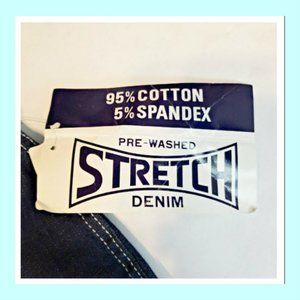 95% COTTON
5% SPANDEX
PRE-WASHED
STRETCH
DENIM